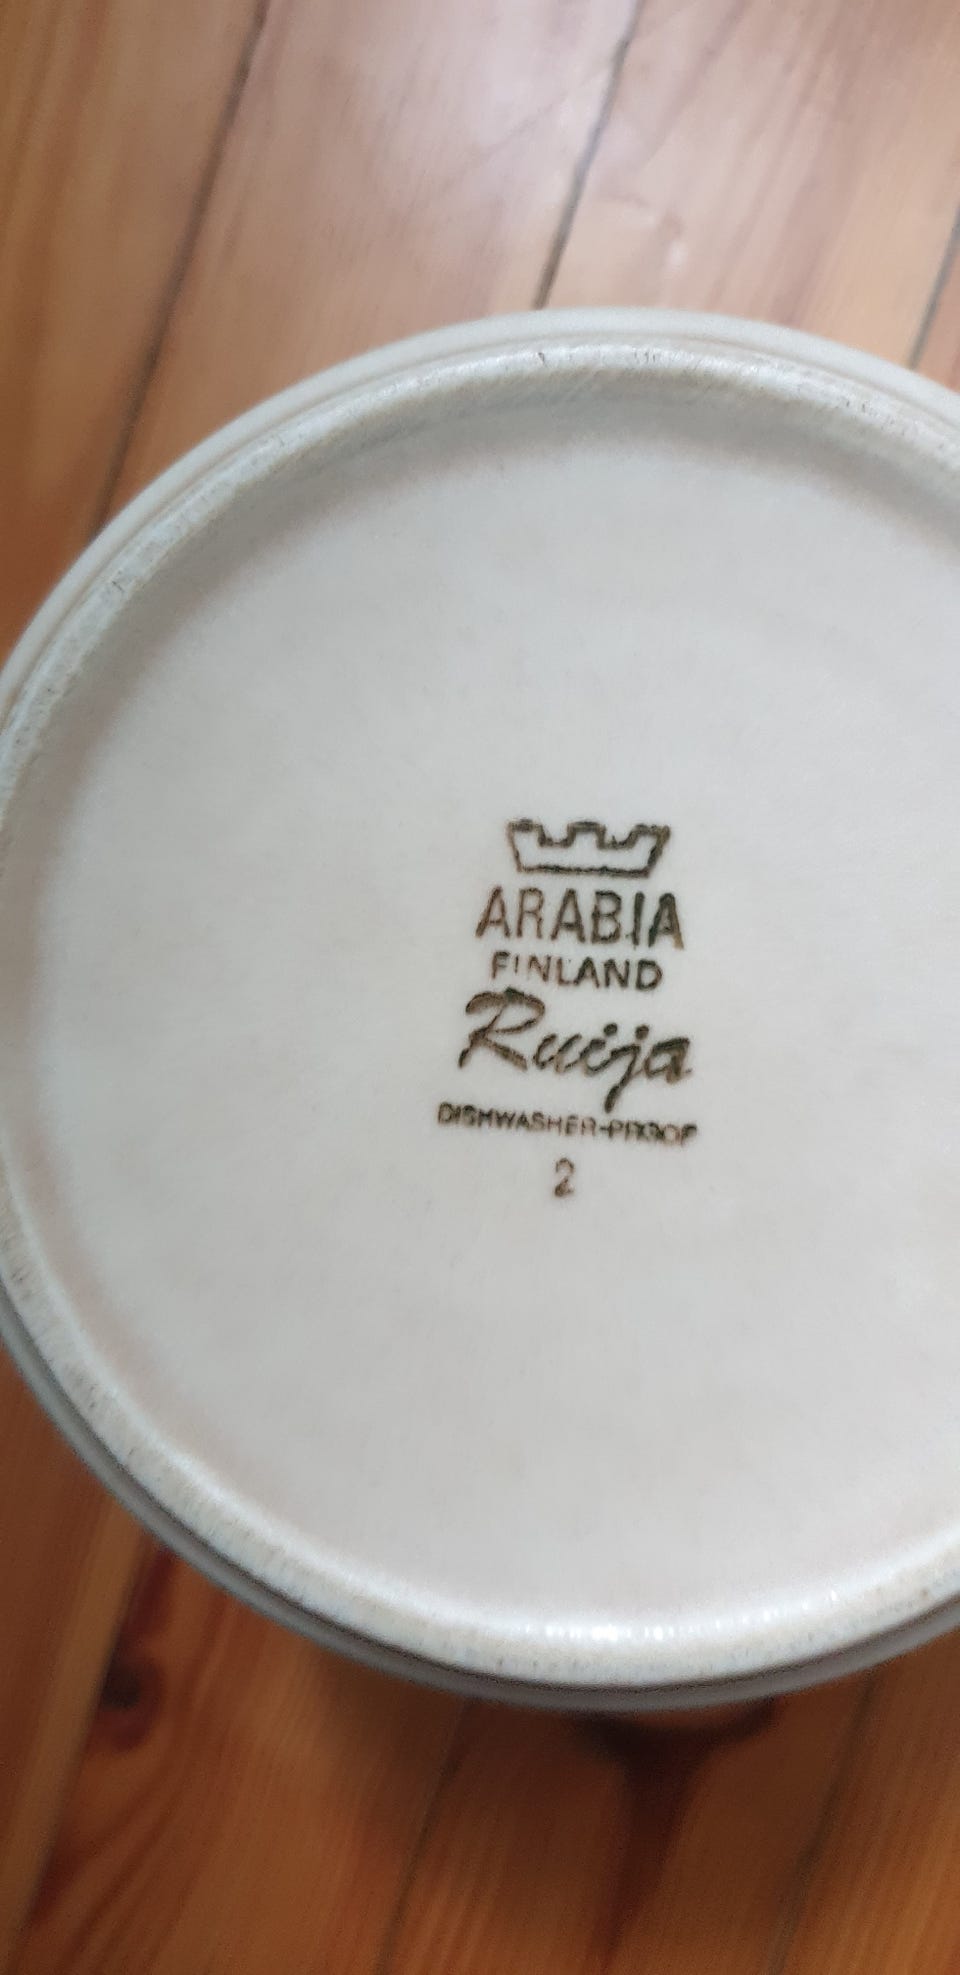 ARABIA
FINLAND
Ruija
DISHWASHER-PROOF
2